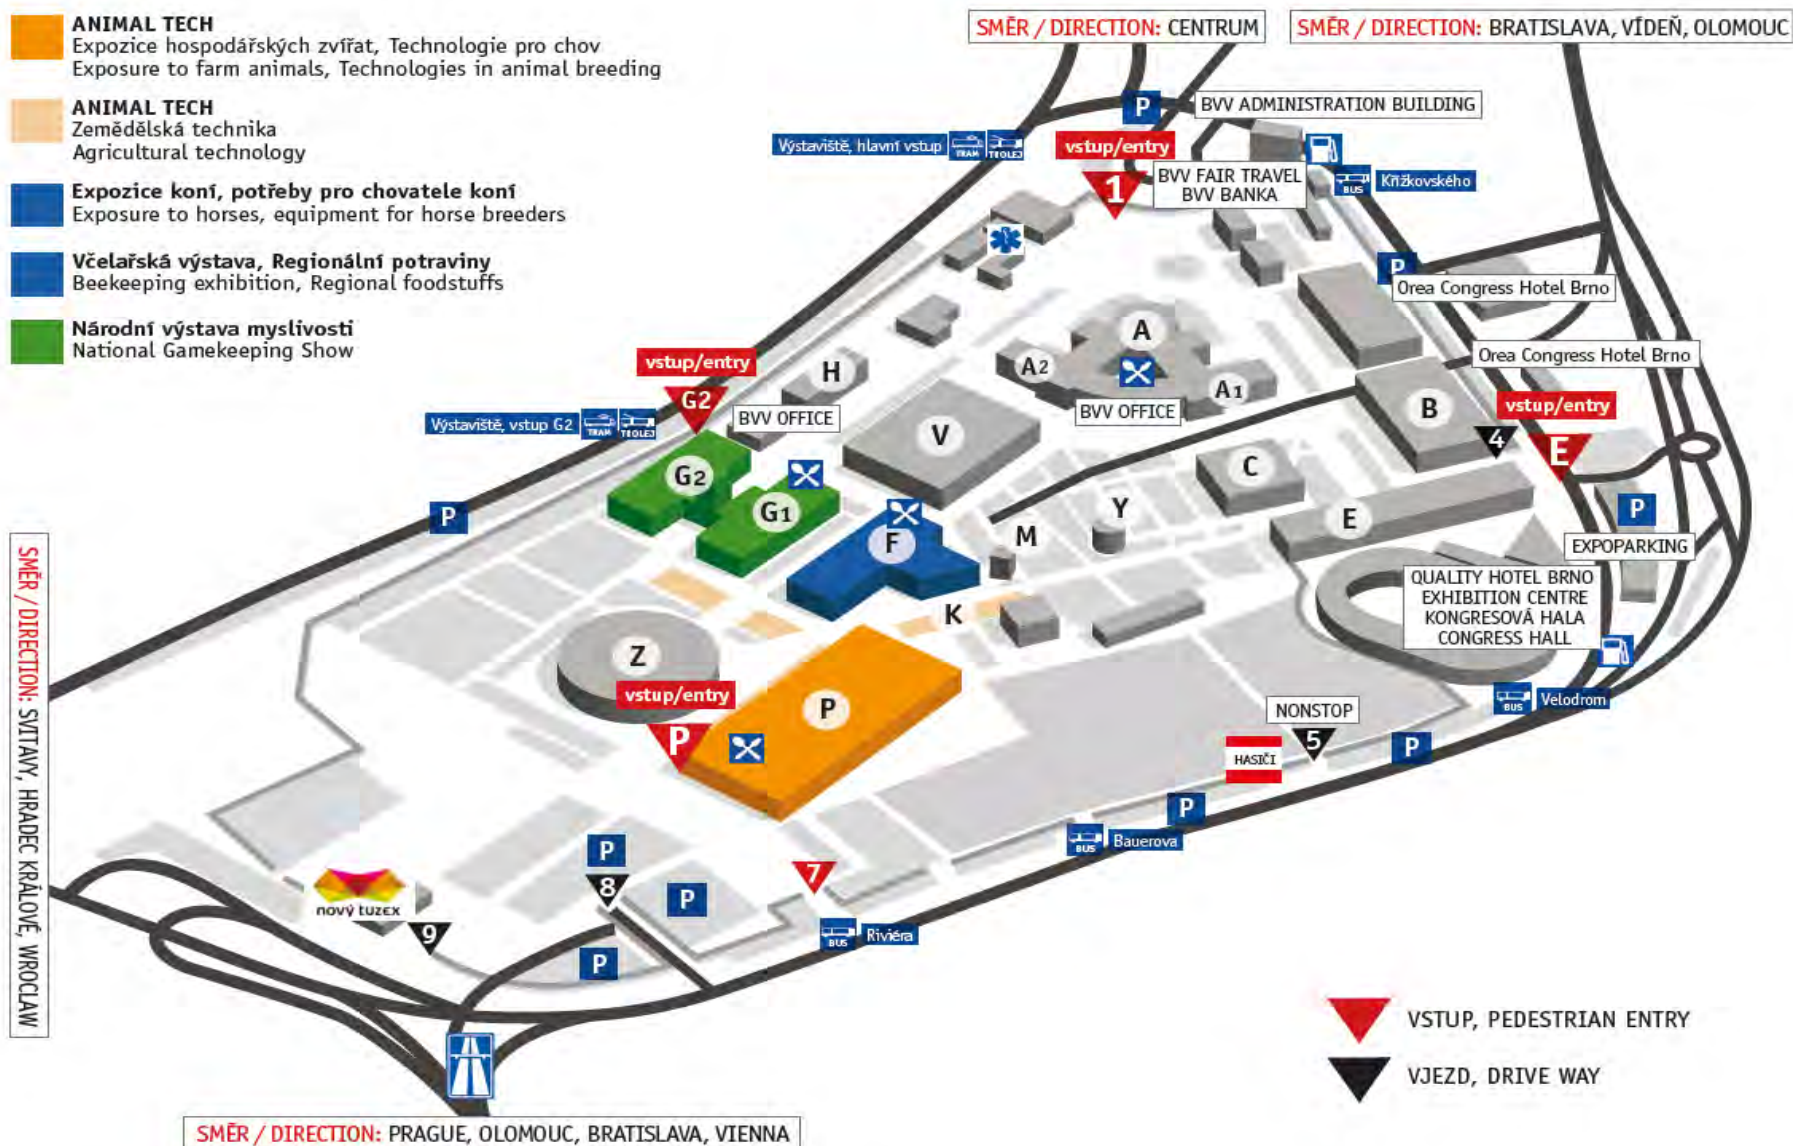 ANIMAL TECH
Expozice hospodářských zvířat, Technologie pro chov
Exposure to farm animals, Technologies in animal breeding
ANIMAL TECH
Zemědělská technika
Agricultural technology
Expozice koní, potřeby pro chovatele koní
Exposure to horses, equipment for horse breeders
Včelařská výstava, Regionální potraviny
Beekeeping exhibition, Regional foodstuffs
Národní výstava myslivosti
National Gamekeeping Show
SMĚR / DIRECTION: CENTRUM
SMĚR / DIRECTION: BRATISLAVA, VÍDEŇ, OLOMOUC
P
BVV ADMINISTRATION BUILDING
Výstaviště, hlavní vstup
TRAM
TROLEJ
vstup/entry
1
BVV FAIR TRAVEL
BVV BANKA
BUS
Křížkovského
P
Orea Congress Hotel Brno
Orea Congress Hotel Brno
vstup/entry
G2
Výstaviště, vstup G2
TRAM
TROLEJ
BVV OFFICE
H
A
A2
A1
BVV OFFICE
B
vstup/entry
4
E
V
C
G2
G1
F
M
Y
E
P
P
EXPOPARKING
QUALITY HOTEL BRNO
EXHIBITION CENTRE
KONGRESOVÁ HALA
CONGRESS HALL
K
Z
vstup/entry
P
P
BUS
Velodrom
NONSTOP
5
HASIČI
P
P
BUS
Bauerova
SMĚR / DIRECTION: SVITAVY, HRADEC KRÁLOVÉ, WROCLAW
P
8
7
P
nový tuzex
9
BUS
Riviéra
P
VSTUP, PEDESTRIAN ENTRY
VJEZD, DRIVE WAY
SMĚR / DIRECTION: PRAGUE, OLOMOUC, BRATISLAVA, VIENNA